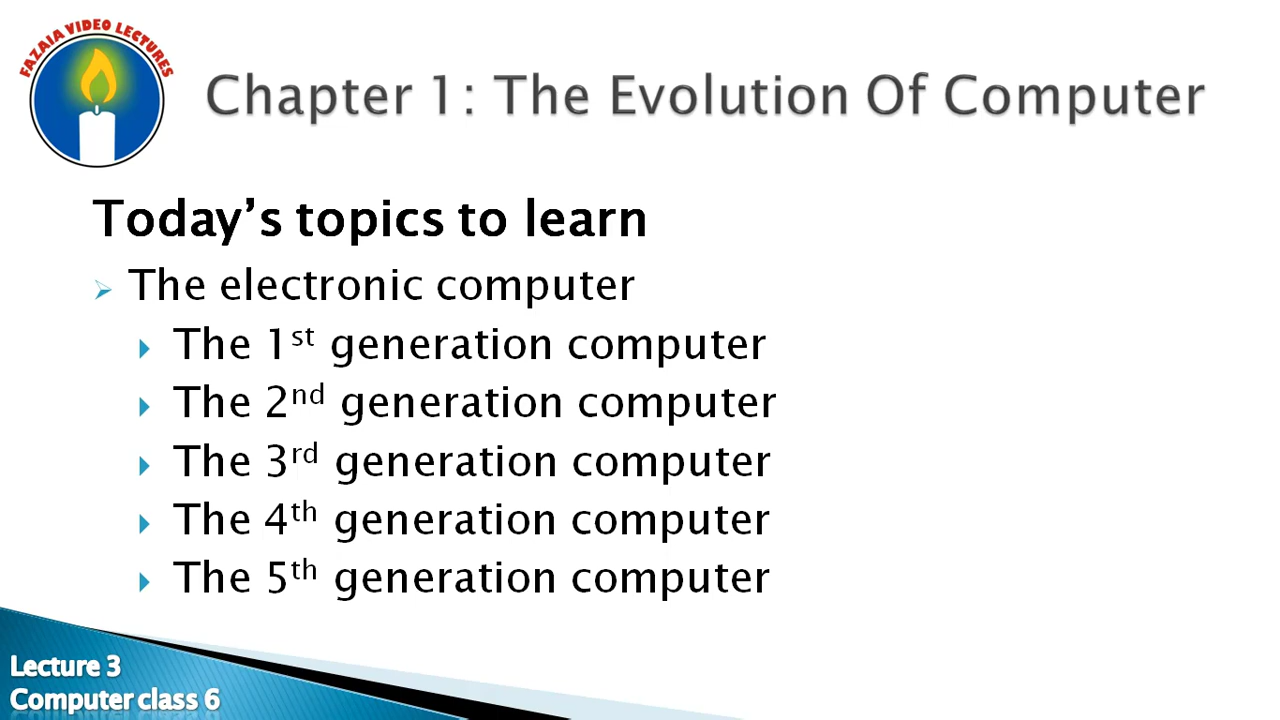 FAZAIA VIDEO LECTURES
Chapter 1: The Evolution Of Computer
Today’s topics to learn
The electronic computer
The 1st generation computer
The 2nd generation computer
The 3rd generation computer
The 4th generation computer
The 5th generation computer
Lecture 3
Computer class 6